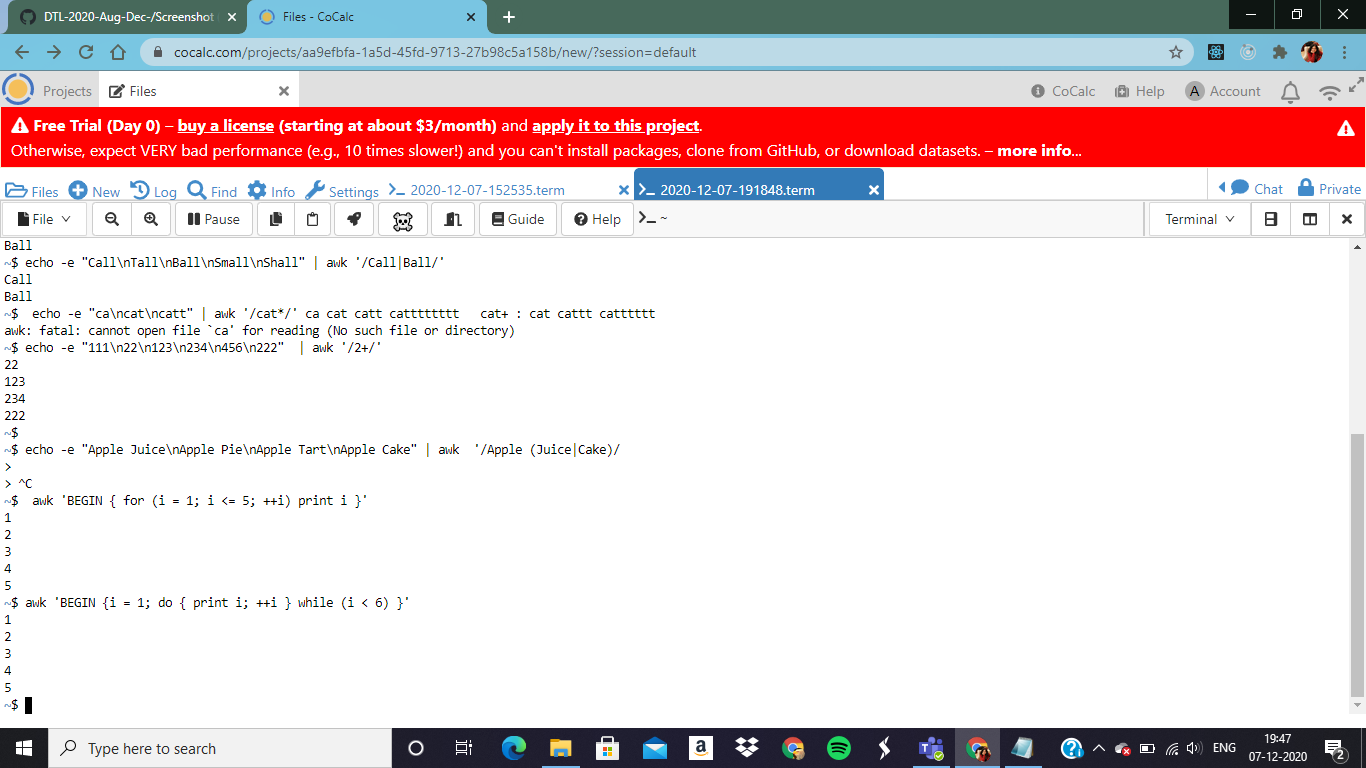 DTL-2020-Aug-Dec-/Screenshot
Files - CoCalc
cocalc.com/projects/aa9efbfa-1a5d-45fd-9713-27b98c5a158b/new/?session=default
Projects
Files
CoCalc
Help
A Account
Free Trial (Day 0) – buy a license (starting at about $3/month) and apply it to this project.
Otherwise, expect VERY bad performance (e.g., 10 times slower!) and you can't install packages, clone from GitHub, or download datasets. – more info...
Files New Log Find Info Settings 2020-12-07-152535.term 2020-12-07-191848.term Chat Private
File Pause Guide Help ~ Terminal
Ball
~$ echo -e "Call\nTall\nBall\nSmall\nShall" | awk '/Call|Ball/'
Call
Ball
~$  echo -e "ca\ncat\ncatt" | awk '/cat*/' ca cat catt catttttttt   cat+ : cat cattt catttttt
awk: fatal: cannot open file `ca' for reading (No such file or directory)
~$ echo -e "111\n22\n123\n234\n456\n222"  | awk '/2+/'
22
123
234
222
~$
~$ echo -e "Apple Juice\nApple Pie\nApple Tart\nApple Cake" | awk  '/Apple (Juice|Cake)/
>
> ^C
~$  awk 'BEGIN { for (i = 1; i <= 5; ++i) print i }'
1
2
3
4
5
~$ awk 'BEGIN {i = 1; do { print i; ++i } while (i < 6) }'
1
2
3
4
5
~$
Type here to search
ENG
19:47
07-12-2020
2